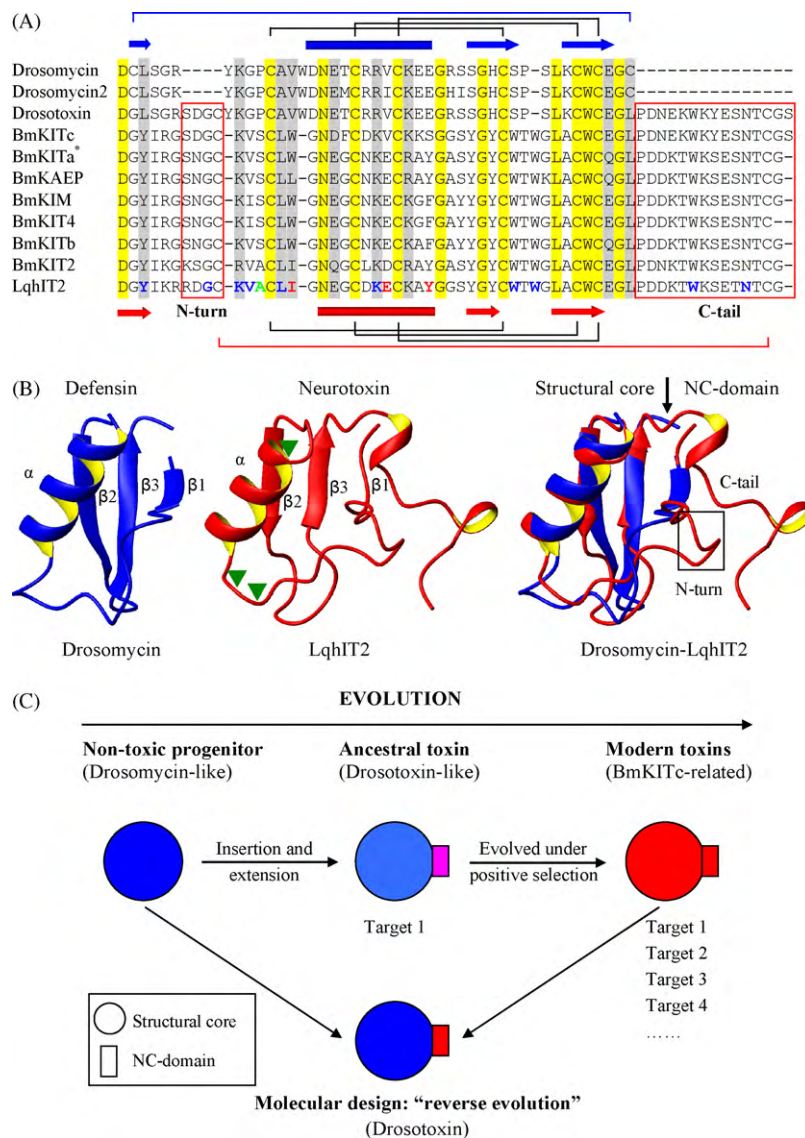 (A)
Drosomycin DCLSGR----YKGPCAVWDNETCRRVCKEEGRSSGHCSP-SLKCWCEGC----------------
Drosomycin2 DCLSGK----YKGPCAVWDNEMCRRICKEEGHISGHCSP-SLKCWCEGC----------------
Drosotoxin DGLSGRSDGCYKGPCAVWDNETCRRVCKEEGRSSGHCSP-SLKCWCEGLPDNEKWKYESNTCGS
BmKITc DGYIRGSDGC-KVSCLW-GNDFCDKVCKKSGGSYGYCWTWGLACWCEGLPDNEKWKYESNTCGS
BmKITa* DGYIRGSNGC-KVSCLL-GNEGCNKECRAYGASYGYCWTWGLACWCQGLPDDKTWKSESNTCG-
BmKAEP DGYIRGSNGC-KVSCLL-GNEGCNKECRAYGASYGYCWTWKLACWCQGLPDDKTWKSESNTCG-
BmKIM DGYIRGSNGC-KISCLW-GNEGCNKECKGFGAYYGYCWTWGLACWCEGLPDDKTWKSESNTCG-
BmKIT4 DGYIRGSNGC-KISCLW-GNEGCNKECKGFGAYYGYCWTWGLACWCEGLPDDKTWKSESNTC--
BmKITb DGYIRGSNGC-KVSCLW-GNEGCNKECKAFGAYYGYCWTWGLACWCQGLPDDKTWKSESNTCG-
BmKIT2 DGYIKGKSGC-RVACLI-GNQGCLKDCRAYGASYGYCWTWGLACWCEGLPDNKTWKSESNTCG-
LqhIT2 DGYIKRRDGC-KVACLI-GNEGCDKECKAYGGSYGYCWTWGLACWCEGLPDDKTWKSETNTCG-
N-turn C-tail
(B)
Defensin Neurotoxin Structural core NC-domain
α β2 β3 β1
α β2 β3 β1
C-tail
N-turn
Drosomycin LqhIT2 Drosomycin-LqhIT2
(C)
EVOLUTION
Non-toxic progenitor Ancestral toxin Modern toxins
(Drosomycin-like) (Drosotoxin-like) (BmKITc-related)
Insertion and Evolved under
extension positive selection
Target 1 Target 1
Target 2
Target 3
Target 4
......
Structural core
NC-domain
Molecular design: “reverse evolution”
(Drosotoxin)